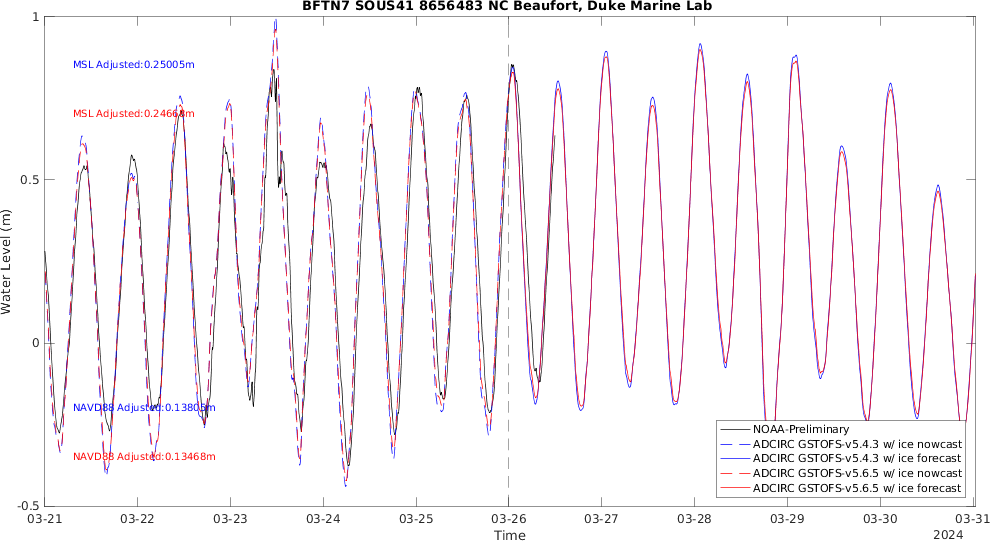 BFTN7 SOUS41 8656483 NC Beaufort, Duke Marine Lab
1
MSL Adjusted:0.25005m
MSL Adjusted:0.24668m
0.5
Water Level (m)
0
NAVD88 Adjusted:0.13805m
NAVD88 Adjusted:0.13468m
-0.5
NOAA-Preliminary
ADCIRC GSTOFS-v5.4.3 w/ ice nowcast
ADCIRC GSTOFS-v5.4.3 w/ ice forecast
ADCIRC GSTOFS-v5.6.5 w/ ice nowcast
ADCIRC GSTOFS-v5.6.5 w/ ice forecast
03-21 03-22 03-23 03-24 03-25 03-26 03-27 03-28 03-29 03-30 03-31
Time
2024